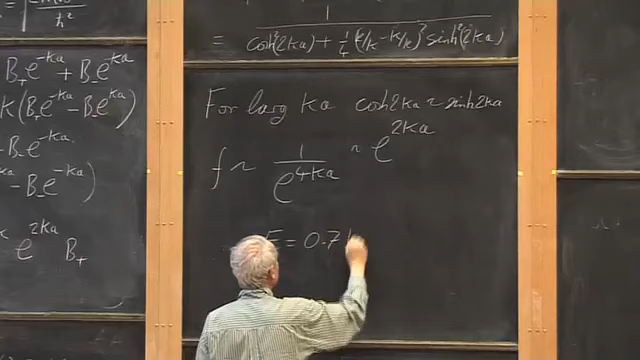 B₊e^{-ka} + B₋e^{ka}
K(B₊e^{-ka} - B₋e^{ka})
B₋e^{-ka}
- B₋e^{-ka})
e^{2ka} B₊
= 1 / (cosh²(2Ka) + ¼(k/K - K/k)² sinh²(2Ka))
For larg Ka cosh2Ka ≈ sinh2Ka
f ~ 1/e^{4Ka} ~ e^{2Ka}
E = 0.7